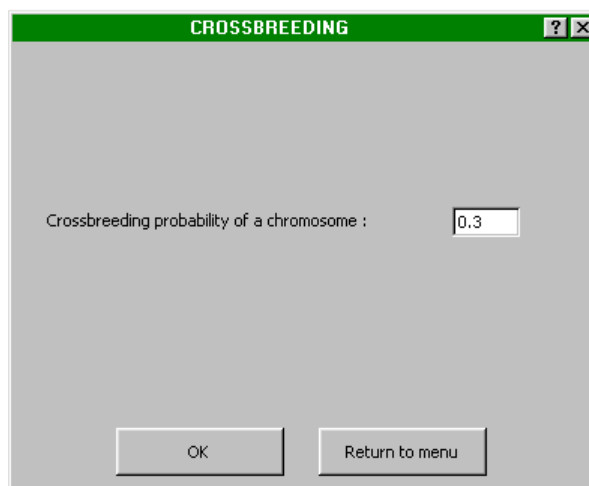 CROSSBREEDING
Crossbreeding probability of a chromosome : 0.3
OK Return to menu